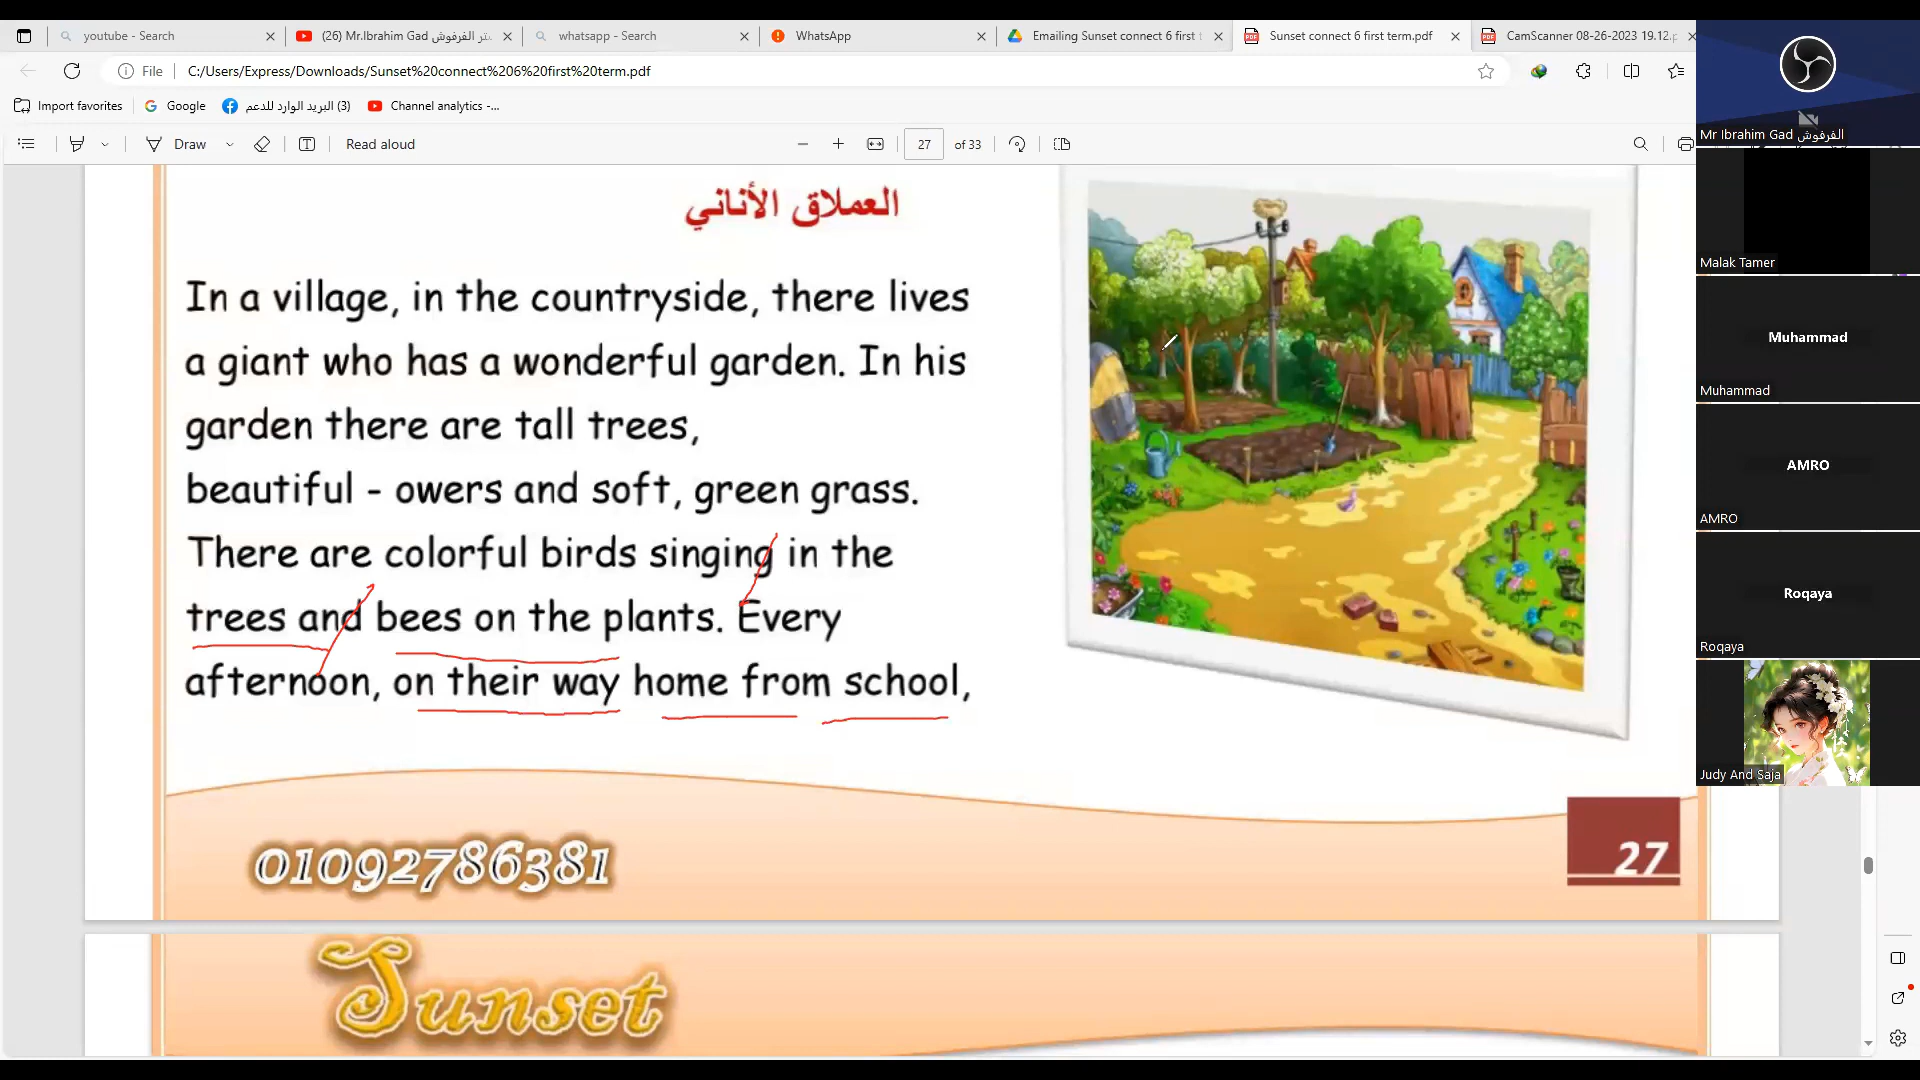 youtube - Search
(26) Mr.Ibrahim Gad ستر الفرفوش
whatsapp - Search
WhatsApp
Emailing Sunset connect 6 first
Sunset connect 6 first term.pdf
CamScanner 08-26-2023 19.12.
File
C:/Users/Express/Downloads/Sunset%20connect%206%20first%20term.pdf
Import favorites
Google
(3) البريد الوارد للدعم
Channel analytics -...
Draw
Read aloud
27
of 33
العملاق الأناني
In a village, in the countryside, there lives
a giant who has a wonderful garden. In his
garden there are tall trees,
beautiful - owers and soft, green grass.
There are colorful birds singing in the
trees and bees on the plants. Every
afternoon, on their way home from school,
01092786381
27
Sunset
Mr Ibrahim Gad الفرفوش
Malak Tamer
Muhammad
Muhammad
AMRO
AMRO
Roqaya
Roqaya
Judy And Saja